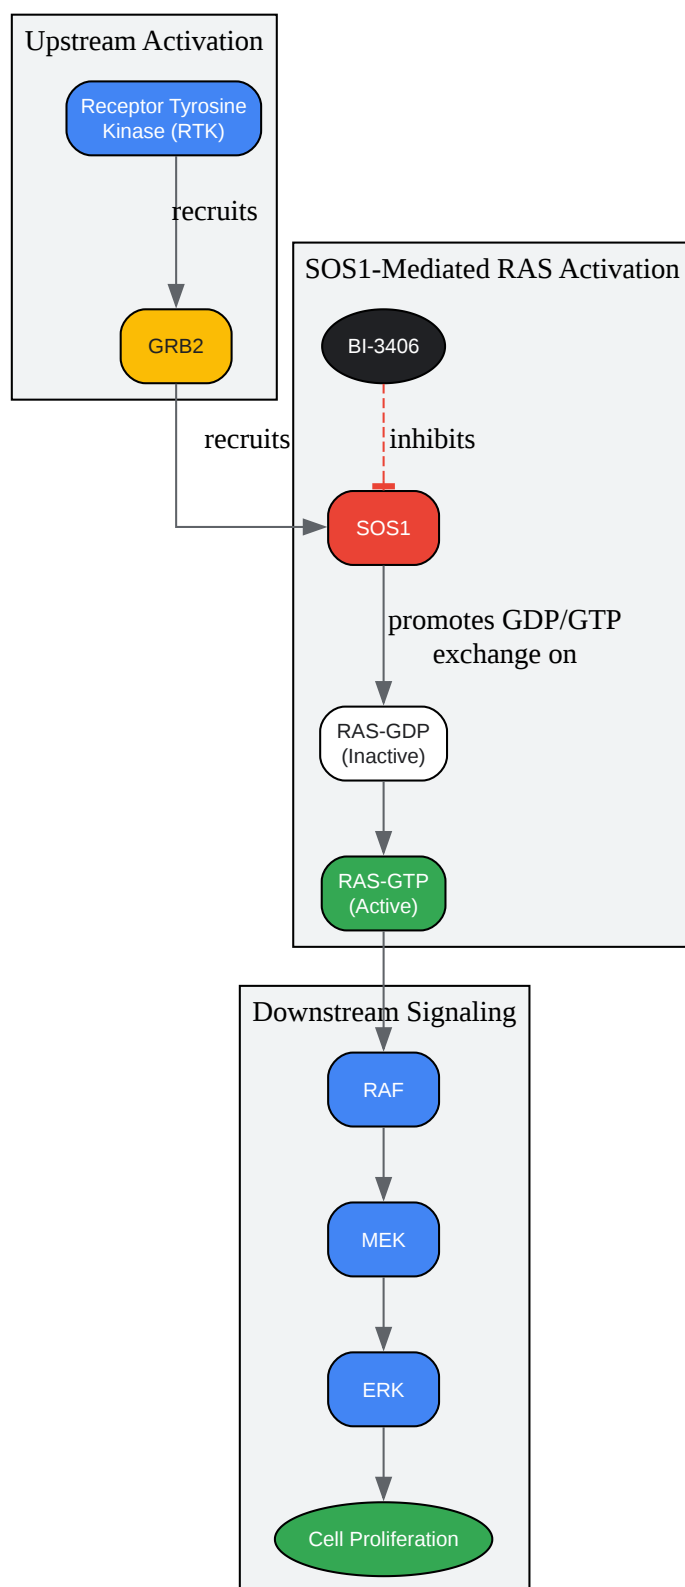 Upstream Activation
Receptor Tyrosine
Kinase (RTK)
recruits
GRB2
recruits
SOS1-Mediated RAS Activation
BI-3406
inhibits
SOS1
promotes GDP/GTP
exchange on
RAS-GDP
(Inactive)
RAS-GTP
(Active)
Downstream Signaling
RAF
MEK
ERK
Cell Proliferation